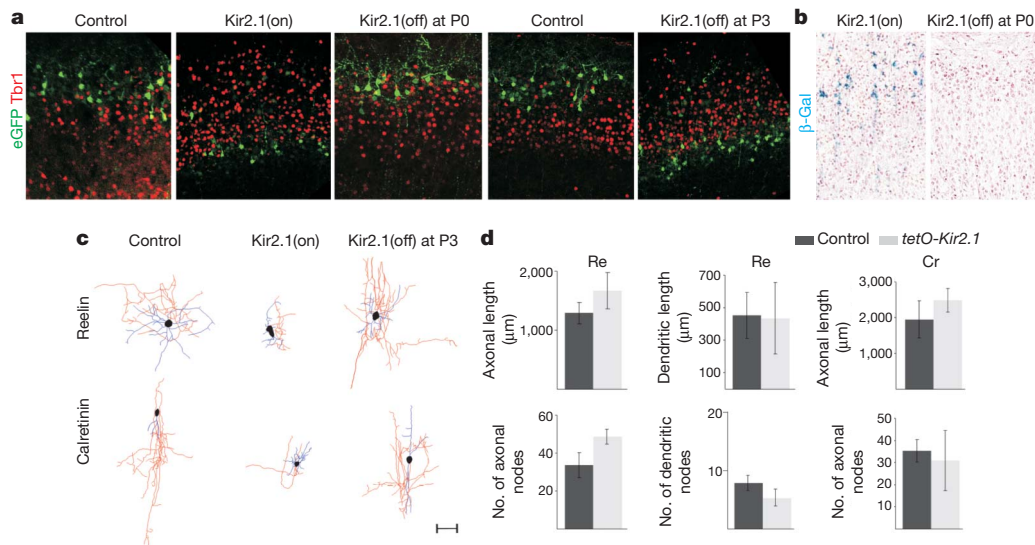 a
Control
Kir2.1(on)
Kir2.1(off) at P0
Control
Kir2.1(off) at P3
eGFP Tbr1
b
Kir2.1(on)
Kir2.1(off) at P0
β-Gal
c
Control
Kir2.1(on)
Kir2.1(off) at P3
Reelin
Calretinin
d
Control
tetO-Kir2.1
Re
Axonal length
(μm)
2,000
1,000
Re
Dendritic length
(μm)
700
500
300
100
Cr
Axonal length
(μm)
3,000
2,000
1,000
No. of axonal
nodes
60
40
20
No. of dendritic
nodes
20
10
No. of axonal
nodes
50
40
30
20
10